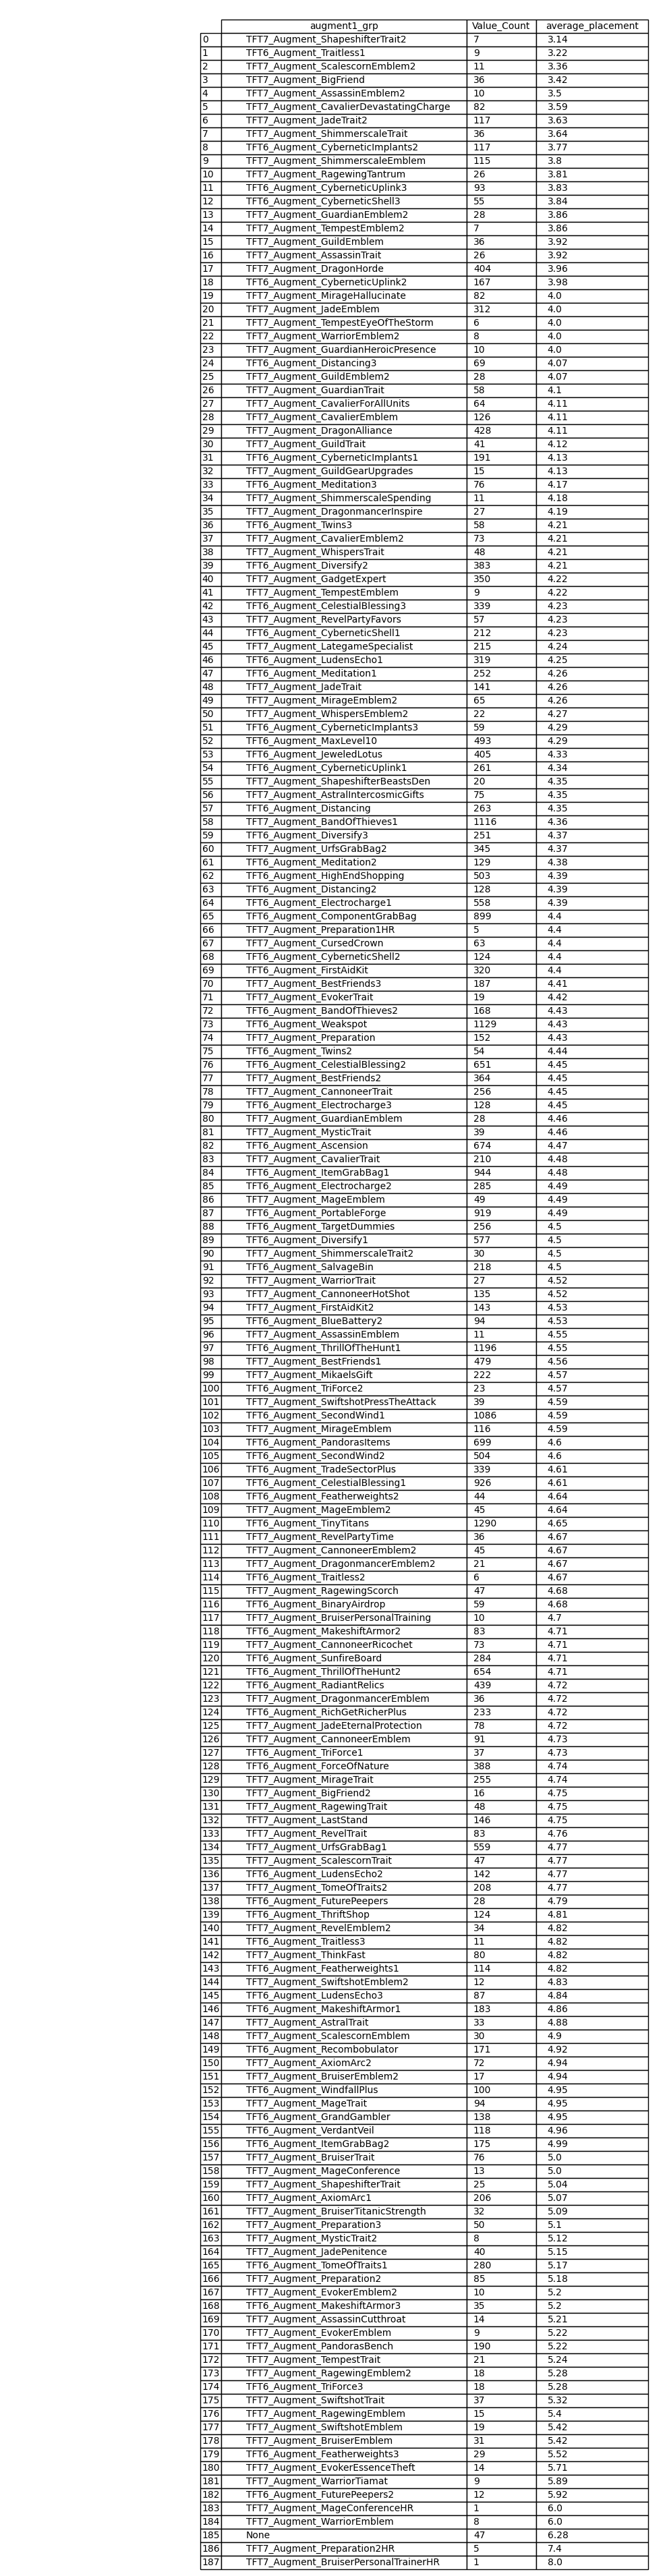 augment1_grp Value_Count average_placement
0 TFT7_Augment_ShapeshifterTrait2 7 3.14
1 TFT6_Augment_Traitless1 9 3.22
2 TFT7_Augment_ScalescornEmblem2 11 3.36
3 TFT7_Augment_BigFriend 36 3.42
4 TFT7_Augment_AssassinEmblem2 10 3.5
5 TFT7_Augment_CavalierDevastatingCharge 82 3.59
6 TFT7_Augment_JadeTrait2 117 3.63
7 TFT7_Augment_ShimmerscaleTrait 36 3.64
8 TFT6_Augment_CyberneticImplants2 117 3.77
9 TFT7_Augment_ShimmerscaleEmblem 115 3.8
10 TFT7_Augment_RagewingTantrum 26 3.81
11 TFT6_Augment_CyberneticUplink3 93 3.83
12 TFT6_Augment_CyberneticShell3 55 3.84
13 TFT7_Augment_GuardianEmblem2 28 3.86
14 TFT7_Augment_TempestEmblem2 7 3.86
15 TFT7_Augment_GuildEmblem 36 3.92
16 TFT7_Augment_AssassinTrait 26 3.92
17 TFT7_Augment_DragonHorde 404 3.96
18 TFT6_Augment_CyberneticUplink2 167 3.98
19 TFT7_Augment_MirageHallucinate 82 4.0
20 TFT7_Augment_JadeEmblem 312 4.0
21 TFT7_Augment_TempestEyeOfTheStorm 6 4.0
22 TFT7_Augment_WarriorEmblem2 8 4.0
23 TFT7_Augment_GuardianHeroicPresence 10 4.0
24 TFT6_Augment_Distancing3 69 4.07
25 TFT7_Augment_GuildEmblem2 28 4.07
26 TFT7_Augment_GuardianTrait 58 4.1
27 TFT7_Augment_CavalierForAllUnits 64 4.11
28 TFT7_Augment_CavalierEmblem 126 4.11
29 TFT7_Augment_DragonAlliance 428 4.11
30 TFT7_Augment_GuildTrait 41 4.12
31 TFT6_Augment_CyberneticImplants1 191 4.13
32 TFT7_Augment_GuildGearUpgrades 15 4.13
33 TFT6_Augment_Meditation3 76 4.17
34 TFT7_Augment_ShimmerscaleSpending 11 4.18
35 TFT7_Augment_DragonmancerInspire 27 4.19
36 TFT6_Augment_Twins3 58 4.21
37 TFT7_Augment_CavalierEmblem2 73 4.21
38 TFT7_Augment_WhispersTrait 48 4.21
39 TFT6_Augment_Diversify2 383 4.21
40 TFT7_Augment_GadgetExpert 350 4.22
41 TFT7_Augment_TempestEmblem 9 4.22
42 TFT6_Augment_CelestialBlessing3 339 4.23
43 TFT7_Augment_RevelPartyFavors 57 4.23
44 TFT6_Augment_CyberneticShell1 212 4.23
45 TFT7_Augment_LategameSpecialist 215 4.24
46 TFT6_Augment_LudensEcho1 319 4.25
47 TFT6_Augment_Meditation1 252 4.26
48 TFT7_Augment_JadeTrait 141 4.26
49 TFT7_Augment_MirageEmblem2 65 4.26
50 TFT7_Augment_WhispersEmblem2 22 4.27
51 TFT6_Augment_CyberneticImplants3 59 4.29
52 TFT7_Augment_MaxLevel10 493 4.29
53 TFT6_Augment_JeweledLotus 405 4.33
54 TFT6_Augment_CyberneticUplink1 261 4.34
55 TFT7_Augment_ShapeshifterBeastsDen 20 4.35
56 TFT7_Augment_AstralIntercosmicGifts 75 4.35
57 TFT6_Augment_Distancing 263 4.35
58 TFT7_Augment_BandOfThieves1 1116 4.36
59 TFT6_Augment_Diversify3 251 4.37
60 TFT7_Augment_UrfsGrabBag2 345 4.37
61 TFT6_Augment_Meditation2 129 4.38
62 TFT6_Augment_HighEndShopping 503 4.39
63 TFT6_Augment_Distancing2 128 4.39
64 TFT6_Augment_Electrocharge1 558 4.39
65 TFT6_Augment_ComponentGrabBag 899 4.4
66 TFT7_Augment_Preparation1HR 5 4.4
67 TFT7_Augment_CursedCrown 63 4.4
68 TFT6_Augment_CyberneticShell2 124 4.4
69 TFT6_Augment_FirstAidKit 320 4.4
70 TFT7_Augment_BestFriends3 187 4.41
71 TFT7_Augment_EvokerTrait 19 4.42
72 TFT6_Augment_BandOfThieves2 168 4.43
73 TFT6_Augment_Weakspot 1129 4.43
74 TFT7_Augment_Preparation 152 4.43
75 TFT6_Augment_Twins2 54 4.44
76 TFT6_Augment_CelestialBlessing2 651 4.45
77 TFT7_Augment_BestFriends2 364 4.45
78 TFT7_Augment_CannoneerTrait 256 4.45
79 TFT6_Augment_Electrocharge3 128 4.45
80 TFT7_Augment_GuardianEmblem 28 4.46
81 TFT7_Augment_MysticTrait 39 4.46
82 TFT6_Augment_Ascension 674 4.47
83 TFT7_Augment_CavalierTrait 210 4.48
84 TFT6_Augment_ItemGrabBag1 944 4.48
85 TFT6_Augment_Electrocharge2 285 4.49
86 TFT7_Augment_MageEmblem 49 4.49
87 TFT6_Augment_PortableForge 919 4.49
88 TFT6_Augment_TargetDummies 256 4.5
89 TFT6_Augment_Diversify1 577 4.5
90 TFT7_Augment_ShimmerscaleTrait2 30 4.5
91 TFT6_Augment_SalvageBin 218 4.5
92 TFT7_Augment_WarriorTrait 27 4.52
93 TFT7_Augment_CannoneerHotShot 135 4.52
94 TFT7_Augment_FirstAidKit2 143 4.53
95 TFT6_Augment_BlueBattery2 94 4.53
96 TFT7_Augment_AssassinEmblem 11 4.55
97 TFT6_Augment_ThrillOfTheHunt1 1196 4.55
98 TFT7_Augment_BestFriends1 479 4.56
99 TFT7_Augment_MikaelsGift 222 4.57
100 TFT6_Augment_TriForce2 23 4.57
101 TFT7_Augment_SwiftshotPressTheAttack 39 4.59
102 TFT6_Augment_SecondWind1 1086 4.59
103 TFT7_Augment_MirageEmblem 116 4.59
104 TFT6_Augment_PandorasItems 699 4.6
105 TFT6_Augment_SecondWind2 504 4.6
106 TFT6_Augment_TradeSectorPlus 339 4.61
107 TFT6_Augment_CelestialBlessing1 926 4.61
108 TFT6_Augment_Featherweights2 44 4.64
109 TFT7_Augment_MageEmblem2 45 4.64
110 TFT6_Augment_TinyTitans 1290 4.65
111 TFT7_Augment_RevelPartyTime 36 4.67
112 TFT7_Augment_CannoneerEmblem2 45 4.67
113 TFT7_Augment_DragonmancerEmblem2 21 4.67
114 TFT6_Augment_Traitless2 6 4.67
115 TFT7_Augment_RagewingScorch 47 4.68
116 TFT6_Augment_BinaryAirdrop 59 4.68
117 TFT7_Augment_BruiserPersonalTraining 10 4.7
118 TFT6_Augment_MakeshiftArmor2 83 4.71
119 TFT7_Augment_CannoneerRicochet 73 4.71
120 TFT6_Augment_SunfireBoard 284 4.71
121 TFT6_Augment_ThrillOfTheHunt2 654 4.71
122 TFT6_Augment_RadiantRelics 439 4.72
123 TFT7_Augment_DragonmancerEmblem 36 4.72
124 TFT6_Augment_RichGetRicherPlus 233 4.72
125 TFT7_Augment_JadeEternalProtection 78 4.72
126 TFT7_Augment_CannoneerEmblem 91 4.73
127 TFT6_Augment_TriForce1 37 4.73
128 TFT6_Augment_ForceOfNature 388 4.74
129 TFT7_Augment_MirageTrait 255 4.74
130 TFT7_Augment_BigFriend2 16 4.75
131 TFT7_Augment_RagewingTrait 48 4.75
132 TFT7_Augment_LastStand 146 4.75
133 TFT7_Augment_RevelTrait 83 4.76
134 TFT7_Augment_UrfsGrabBag1 559 4.77
135 TFT7_Augment_ScalescornTrait 47 4.77
136 TFT6_Augment_LudensEcho2 142 4.77
137 TFT7_Augment_TomeOfTraits2 208 4.77
138 TFT6_Augment_FuturePeepers 28 4.79
139 TFT6_Augment_ThriftShop 124 4.81
140 TFT7_Augment_RevelEmblem2 34 4.82
141 TFT6_Augment_Traitless3 11 4.82
142 TFT7_Augment_ThinkFast 80 4.82
143 TFT6_Augment_Featherweights1 114 4.82
144 TFT7_Augment_SwiftshotEmblem2 12 4.83
145 TFT6_Augment_LudensEcho3 87 4.84
146 TFT6_Augment_MakeshiftArmor1 183 4.86
147 TFT7_Augment_AstralTrait 33 4.88
148 TFT7_Augment_ScalescornEmblem 30 4.9
149 TFT6_Augment_Recombobulator 171 4.92
150 TFT7_Augment_AxiomArc2 72 4.94
151 TFT7_Augment_BruiserEmblem2 17 4.94
152 TFT6_Augment_WindfallPlus 100 4.95
153 TFT7_Augment_MageTrait 94 4.95
154 TFT6_Augment_GrandGambler 138 4.95
155 TFT6_Augment_VerdantVeil 118 4.96
156 TFT6_Augment_ItemGrabBag2 175 4.99
157 TFT7_Augment_BruiserTrait 76 5.0
158 TFT7_Augment_MageConference 13 5.0
159 TFT7_Augment_ShapeshifterTrait 25 5.04
160 TFT7_Augment_AxiomArc1 206 5.07
161 TFT7_Augment_BruiserTitanicStrength 32 5.09
162 TFT7_Augment_Preparation3 50 5.1
163 TFT7_Augment_MysticTrait2 8 5.12
164 TFT7_Augment_JadePenitence 40 5.15
165 TFT6_Augment_TomeOfTraits1 280 5.17
166 TFT7_Augment_Preparation2 85 5.18
167 TFT7_Augment_EvokerEmblem2 10 5.2
168 TFT6_Augment_MakeshiftArmor3 35 5.2
169 TFT7_Augment_AssassinCutthroat 14 5.21
170 TFT7_Augment_EvokerEmblem 9 5.22
171 TFT7_Augment_PandorasBench 190 5.22
172 TFT7_Augment_TempestTrait 21 5.24
173 TFT7_Augment_RagewingEmblem2 18 5.28
174 TFT6_Augment_TriForce3 18 5.28
175 TFT7_Augment_SwiftshotTrait 37 5.32
176 TFT7_Augment_RagewingEmblem 15 5.4
177 TFT7_Augment_SwiftshotEmblem 19 5.42
178 TFT7_Augment_BruiserEmblem 31 5.42
179 TFT6_Augment_Featherweights3 29 5.52
180 TFT7_Augment_EvokerEssenceTheft 14 5.71
181 TFT7_Augment_WarriorTiamat 9 5.89
182 TFT6_Augment_FuturePeepers2 12 5.92
183 TFT7_Augment_MageConferenceHR 1 6.0
184 TFT7_Augment_WarriorEmblem 8 6.0
185 None 47 6.28
186 TFT7_Augment_Preparation2HR 5 7.4
187 TFT7_Augment_BruiserPersonalTrainerHR 1 8.0